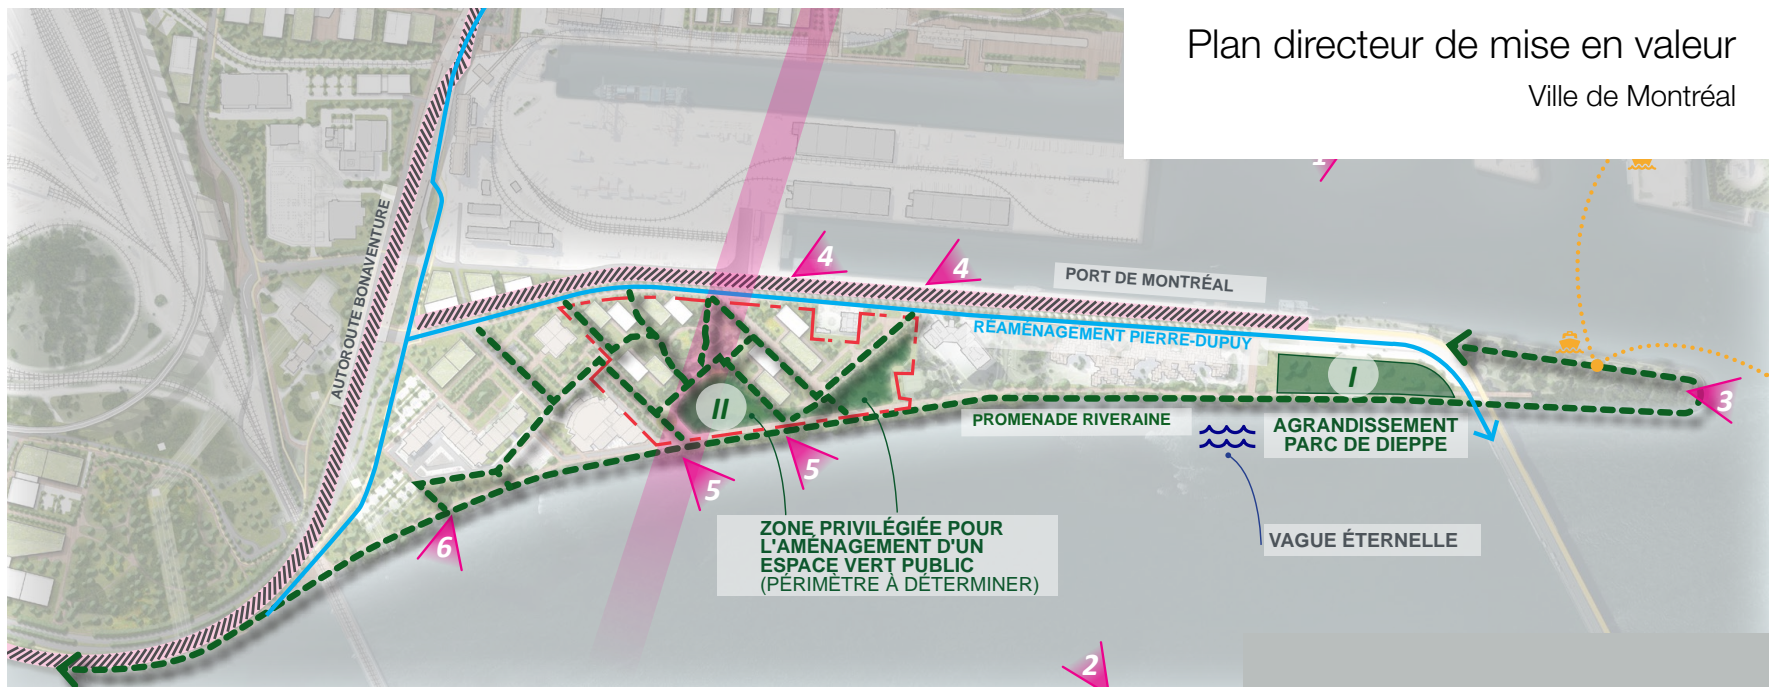 Plan directeur de mise en valeur
Ville de Montréal
1
AUTOROUTE BONAVENTURE
4
4
PORT DE MONTRÉAL
RÉAMÉNAGEMENT PIERRE-DUPUY
I
II
3
PROMENADE RIVERAINE
AGRANDISSEMENT
PARC DE DIEPPE
5
5
6
ZONE PRIVILÉGIÉE POUR
L'AMÉNAGEMENT D'UN
ESPACE VERT PUBLIC
(PÉRIMÈTRE À DÉTERMINER)
VAGUE ÉTERNELLE
2